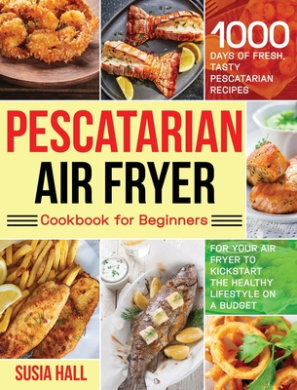 1000
DAYS OF FRESH,
TASTY
PESCATARIAN
RECIPES
PESCATARIAN
AIR FRYER
Cookbook for Beginners
FOR YOUR AIR
FRYER TO
KICKSTART
THE HEALTHY
LIFESTYLE ON
A BUDGET
SUSIA HALL